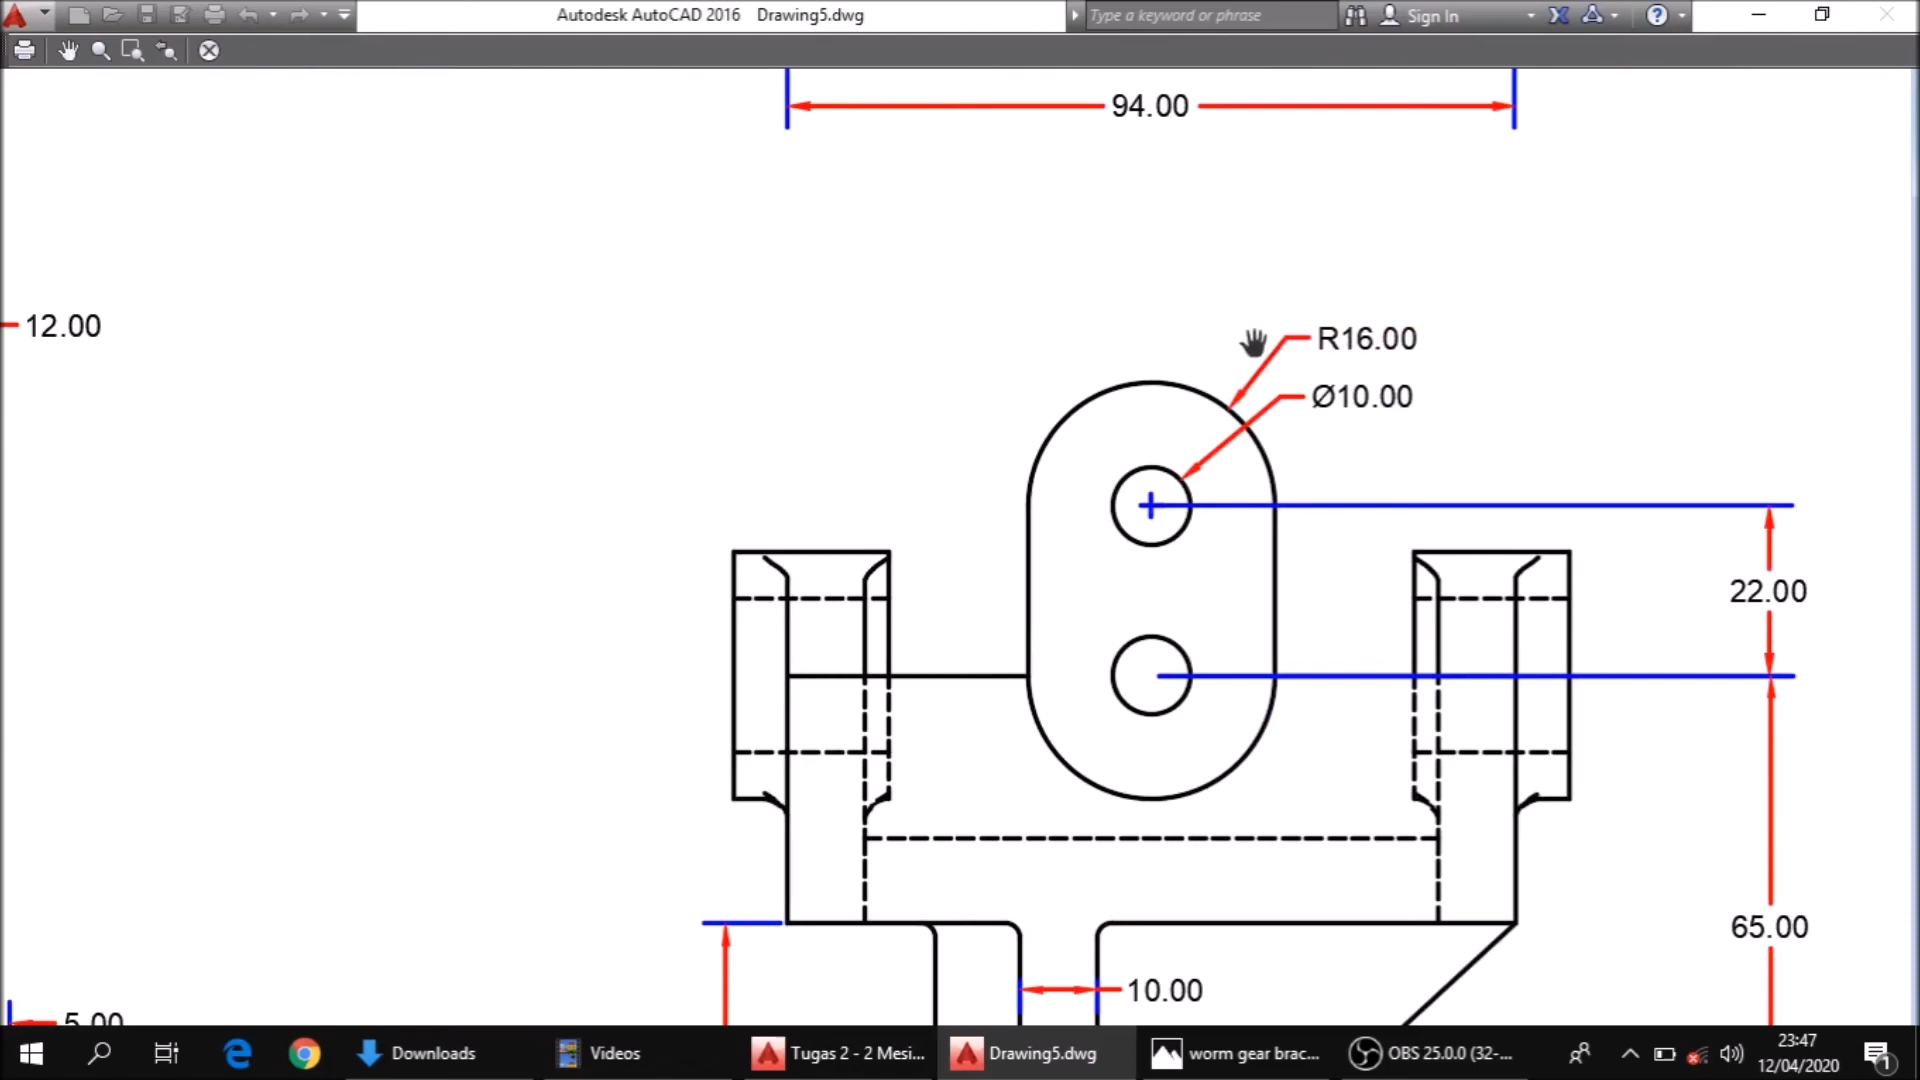 Autodesk AutoCAD 2016 Drawing5.dwg
Type a keyword or phrase
Sign In
94.00
12.00
R16.00
Ø10.00
22.00
65.00
10.00
5.00
Downloads
Videos
Tugas 2 - 2 Mesi...
Drawing5.dwg
worm gear brac...
OBS 25.0.0 (32-...
23:47
12/04/2020
1